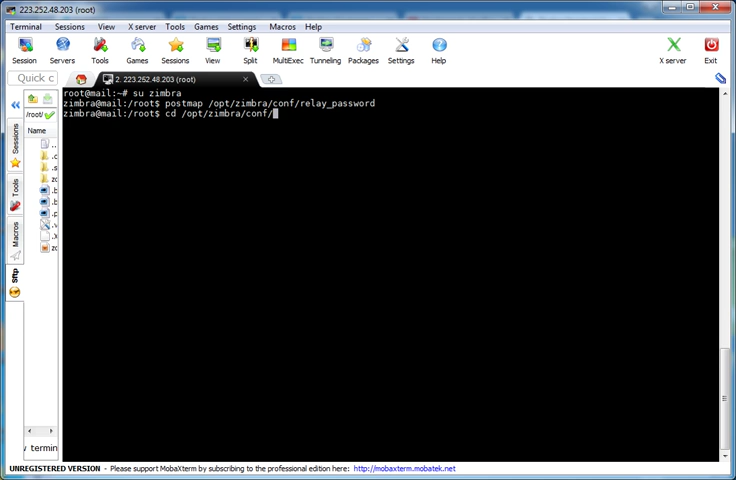 223.252.48.203 (root)
Terminal Sessions View X server Tools Games Settings Macros Help
Session Servers Tools Games Sessions View Split MultiExec Tunneling Packages Settings Help X server Exit
Quick c
2. 223.252.48.203 (root)
/root/
Name
..
Sessions
Tools
Macros
Sftp
root@mail:~# su zimbra
zimbra@mail:/root$ postmap /opt/zimbra/conf/relay_password
zimbra@mail:/root$ cd /opt/zimbra/conf/
termin
UNREGISTERED VERSION - Please support MobaXterm by subscribing to the professional edition here: http://mobaxterm.mobatek.net